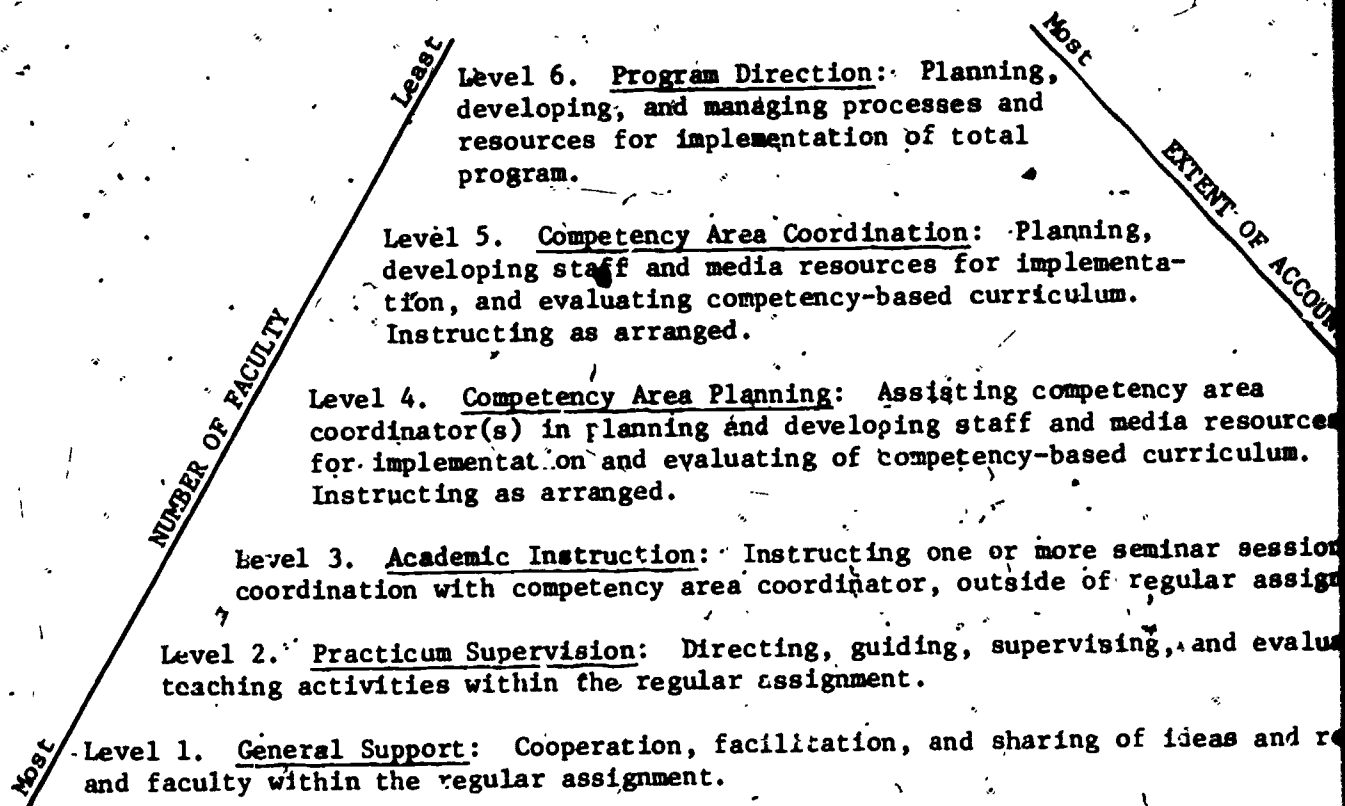 Least
Most
Level 6. Program Direction: Planning,
developing, and managing processes and
resources for implementation of total
program.
EXTENT OF
Level 5. Competency Area Coordination: Planning,
developing staff and media resources for implementa-
tion, and evaluating competency-based curriculum.
Instructing as arranged.
NUMBER OF FACULTY
Level 4. Competency Area Planning: Assisting competency area
coordinator(s) in planning and developing staff and media resources
for implementation and evaluating of competency-based curriculum.
Instructing as arranged.
Level 3. Academic Instruction: Instructing one or more seminar session
coordination with competency area coordinator, outside of regular
Level 2. Practicum Supervision: Directing, guiding, supervising, and
teaching activities within the regular assignment.
Most
Level 1. General Support: Cooperation, facilitation, and sharing of ideas and
and faculty within the regular assignment.